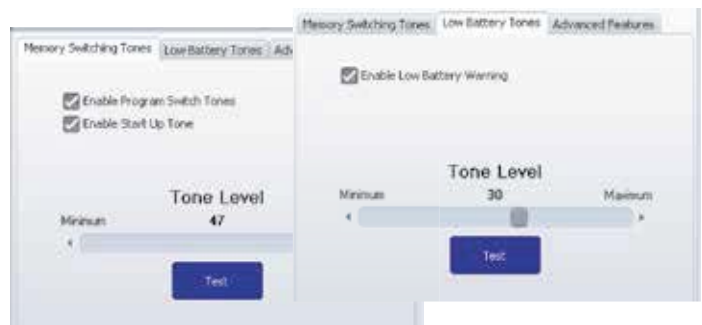 Memory Switching Tones Low Battery Tones Adv
Enable Program Switch Tones
Enable Start Up Tone
Tone Level
Minimum 47
Test
Memory Switching Tones Low Battery Tones Advanced Features
Enable Low Battery Warning
Tone Level
Minimum 30 Maximum
Test